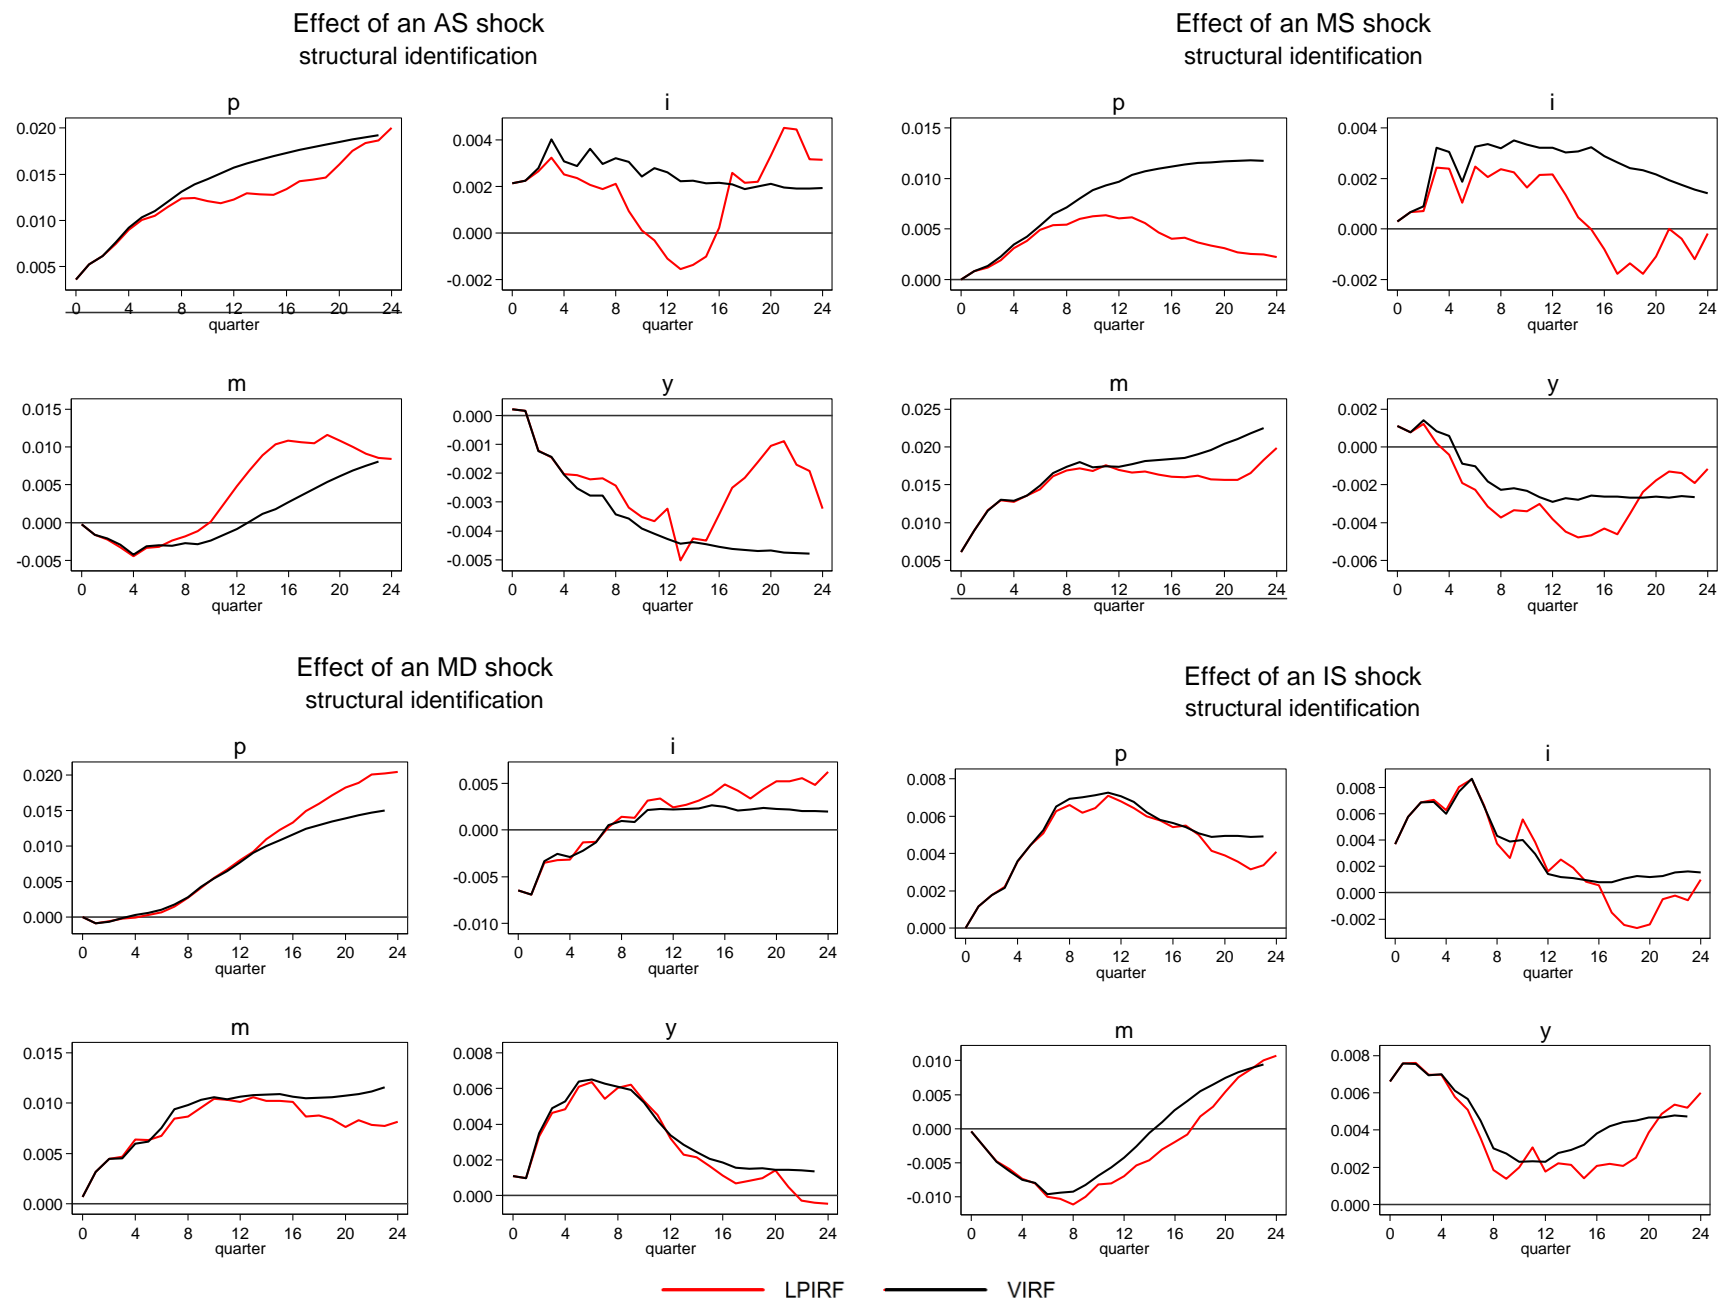 Effect of an AS shock
structural identification
p
0.020
0.015
0.010
0.005
0 4 8 12 16 20 24
quarter
i
0.004
0.002
0.000
-0.002
0 4 8 12 16 20 24
quarter
m
0.015
0.010
0.005
0.000
-0.005
0 4 8 12 16 20 24
quarter
y
0.000
-0.001
-0.002
-0.003
-0.004
-0.005
0 4 8 12 16 20 24
quarter
Effect of an MS shock
structural identification
p
0.015
0.010
0.005
0.000
0 4 8 12 16 20 24
quarter
i
0.004
0.002
0.000
-0.002
0 4 8 12 16 20 24
quarter
m
0.025
0.020
0.015
0.010
0.005
0 4 8 12 16 20 24
quarter
y
0.002
0.000
-0.002
-0.004
-0.006
0 4 8 12 16 20 24
quarter
Effect of an MD shock
structural identification
p
0.020
0.015
0.010
0.005
0.000
0 4 8 12 16 20 24
quarter
i
0.005
0.000
-0.005
-0.010
0 4 8 12 16 20 24
quarter
m
0.015
0.010
0.005
0.000
0 4 8 12 16 20 24
quarter
y
0.008
0.006
0.004
0.002
0.000
0 4 8 12 16 20 24
quarter
Effect of an IS shock
structural identification
p
0.008
0.006
0.004
0.002
0.000
0 4 8 12 16 20 24
quarter
i
0.008
0.006
0.004
0.002
0.000
-0.002
0 4 8 12 16 20 24
quarter
m
0.010
0.005
0.000
-0.005
-0.010
0 4 8 12 16 20 24
quarter
y
0.008
0.006
0.004
0.002
0.000
0 4 8 12 16 20 24
quarter
LPIRF VIRF